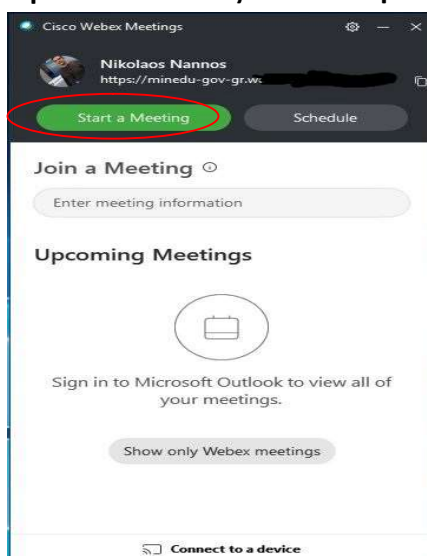 Cisco Webex Meetings
Nikolaos Nannos
https://minedu-gov-gr.w
Start a Meeting
Schedule
Join a Meeting
Enter meeting information
Upcoming Meetings
Sign in to Microsoft Outlook to view all of
your meetings.
Show only Webex meetings
Connect to a device